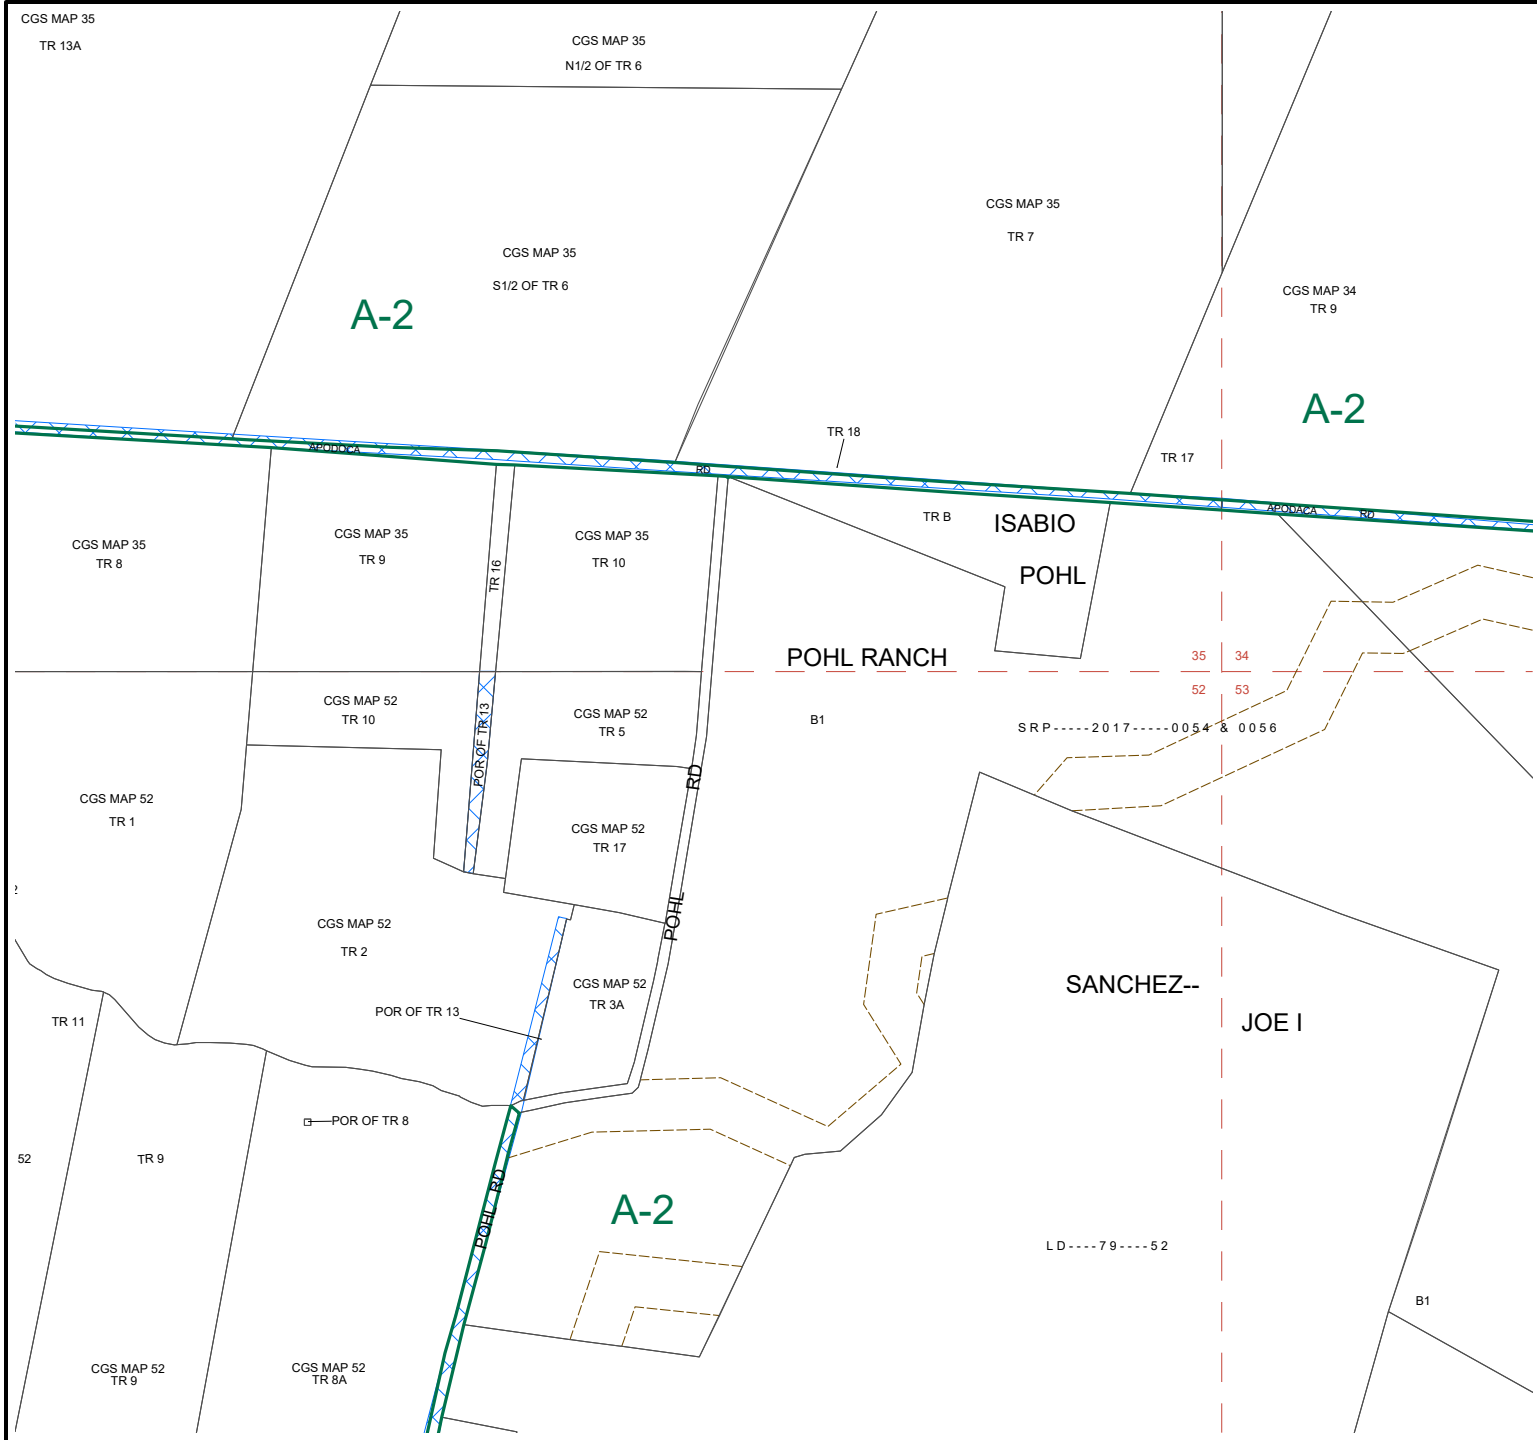 CGS MAP 35
TR 13A
CGS MAP 35
N1/2 OF TR 6
CGS MAP 35
TR 7
CGS MAP 35
S1/2 OF TR 6
A-2
CGS MAP 34
TR 9
A-2
TR 18
APODOCA
RD
TR 17
APODACA
RD
TR B
ISABIO
POHL
CGS MAP 35
TR 8
CGS MAP 35
TR 9
TR 16
CGS MAP 35
TR 10
POHL RANCH
35
34
52
53
CGS MAP 52
TR 10
POR OF TR 13
CGS MAP 52
TR 5
B1
SRP-----2017-----0054 & 0056
RD
CGS MAP 52
TR 1
CGS MAP 52
TR 17
2
POHL
CGS MAP 52
TR 2
CGS MAP 52
TR 3A
SANCHEZ--
JOE I
POR OF TR 13
TR 11
POR OF TR 8
52
TR 9
POHL RD
A-2
LD----79----52
B1
CGS MAP 52
TR 9
CGS MAP 52
TR 8A